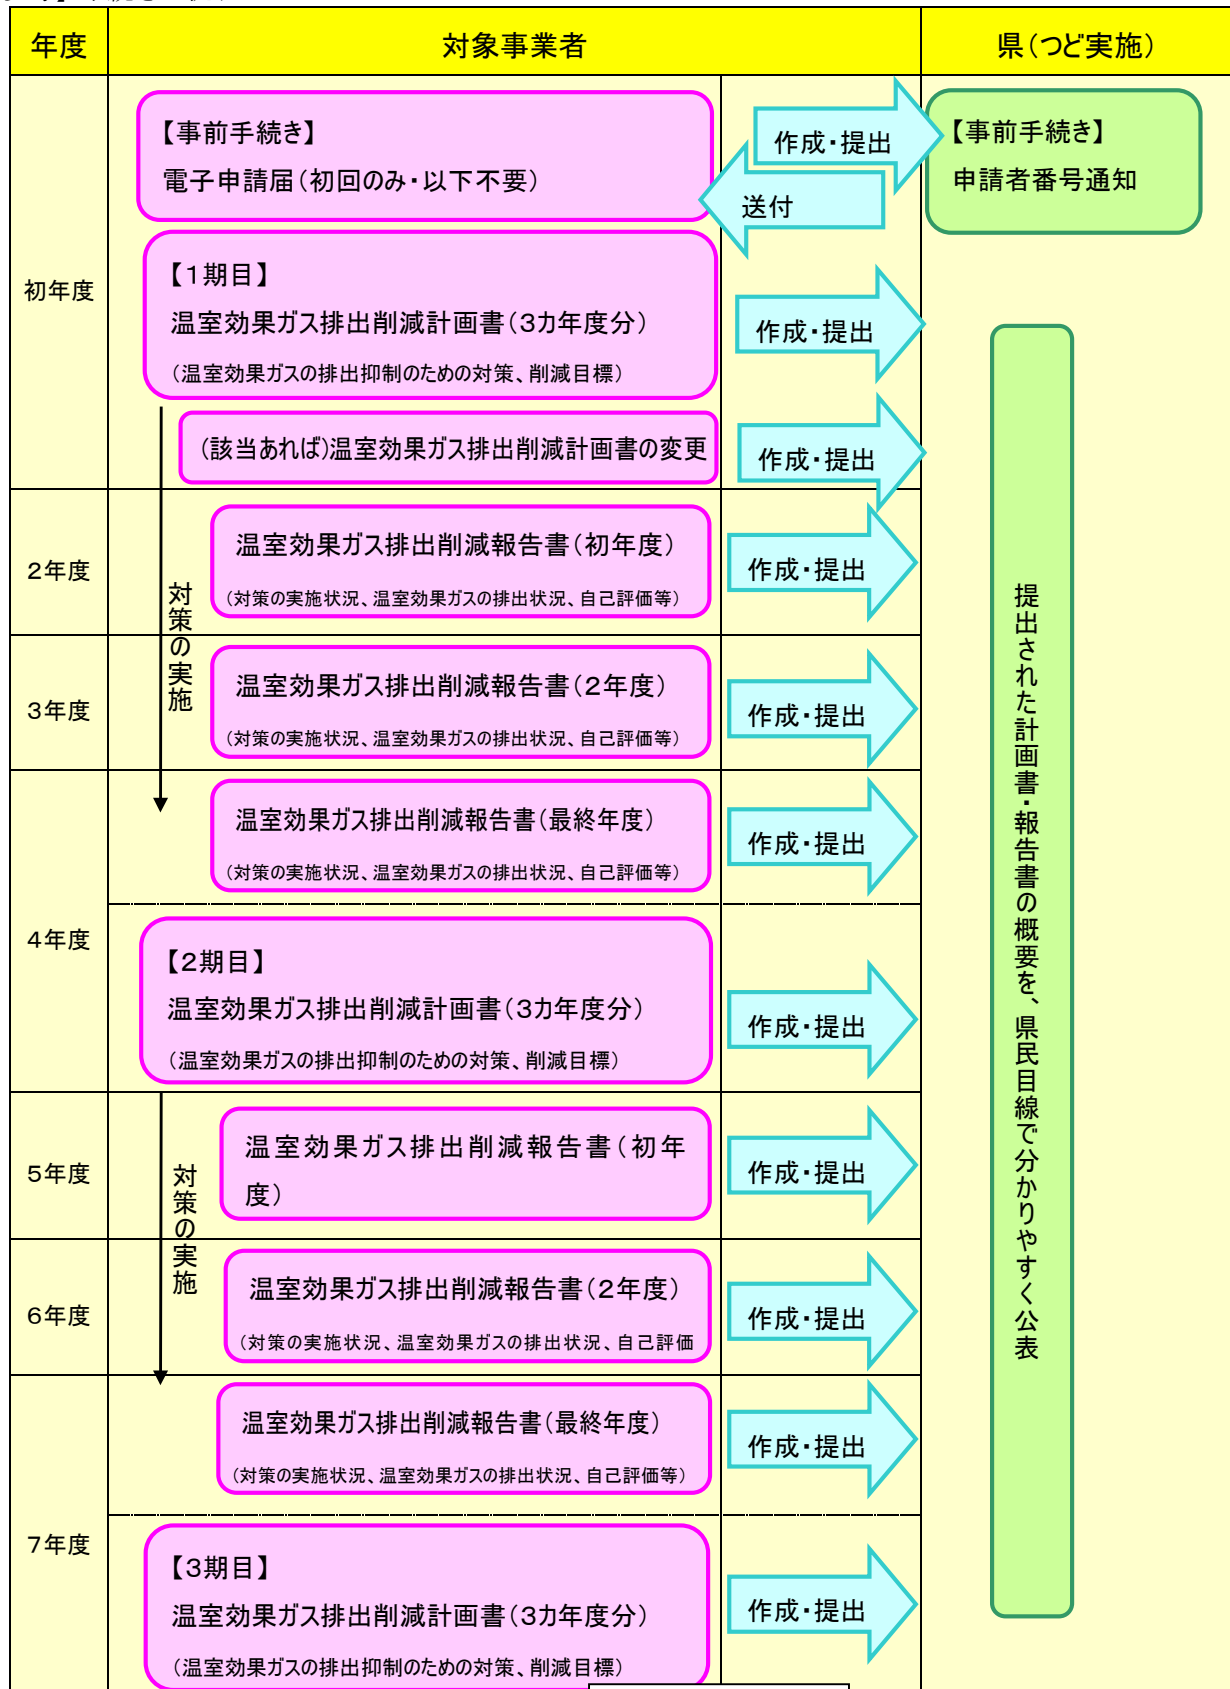 年度
対象事業者
県（つど実施）
初年度
【事前手続き】
電子申請届（初回のみ・以下不要）
作成・提出
送付
【事前手続き】
申請者番号通知
【１期目】
温室効果ガス排出削減計画書（3カ年度分）
（温室効果ガスの排出抑制のための対策、削減目標）
作成・提出
（該当あれば）温室効果ガス排出削減計画書の変更
作成・提出
対策の実施
2年度
温室効果ガス排出削減報告書（初年度）
（対策の実施状況、温室効果ガスの排出状況、自己評価等）
作成・提出
3年度
温室効果ガス排出削減報告書（2年度）
（対策の実施状況、温室効果ガスの排出状況、自己評価等）
作成・提出
4年度
温室効果ガス排出削減報告書（最終年度）
（対策の実施状況、温室効果ガスの排出状況、自己評価等）
作成・提出
【2期目】
温室効果ガス排出削減計画書（3カ年度分）
（温室効果ガスの排出抑制のための対策、削減目標）
作成・提出
対策の実施
5年度
温室効果ガス排出削減報告書（初年
度）
作成・提出
6年度
温室効果ガス排出削減報告書（2年度）
（対策の実施状況、温室効果ガスの排出状況、自己評価
作成・提出
7年度
温室効果ガス排出削減報告書（最終年度）
（対策の実施状況、温室効果ガスの排出状況、自己評価等）
作成・提出
【3期目】
温室効果ガス排出削減計画書（3カ年度分）
（温室効果ガスの排出抑制のための対策、削減目標）
作成・提出
提出された計画書・報告書の概要を、県民目線で分かりやすく公表